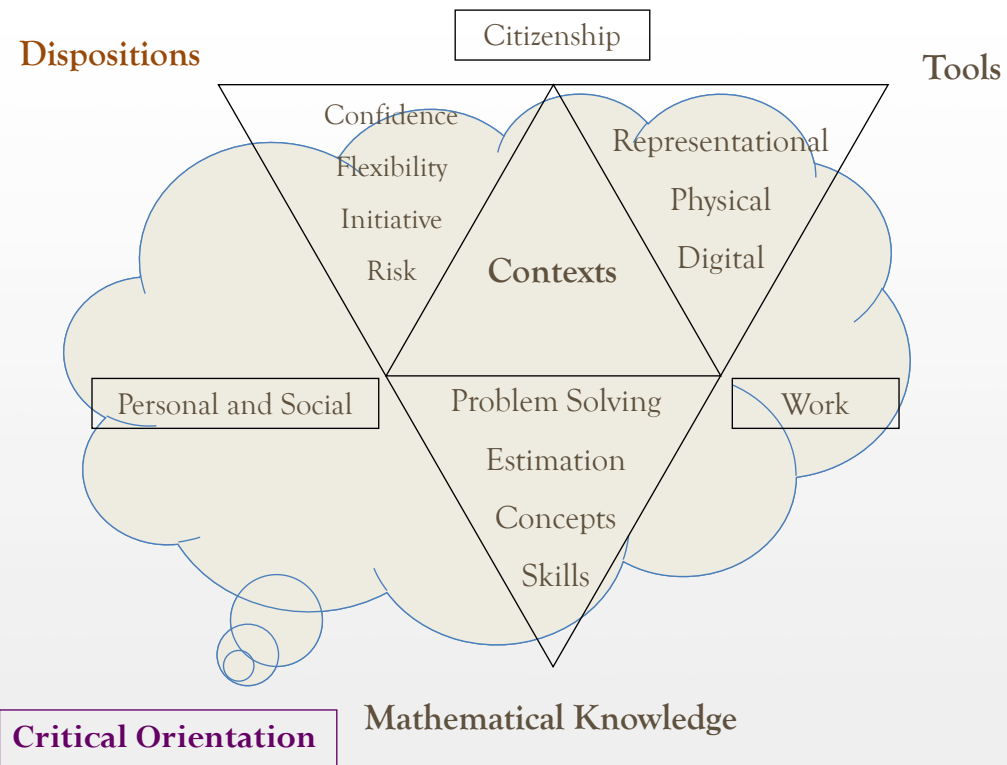 Citizenship
Dispositions
Tools
Confidence
Flexibility
Initiative
Risk
Representational
Physical
Digital
Contexts
Personal and Social
Work
Problem Solving
Estimation
Concepts
Skills
Mathematical Knowledge
Critical Orientation